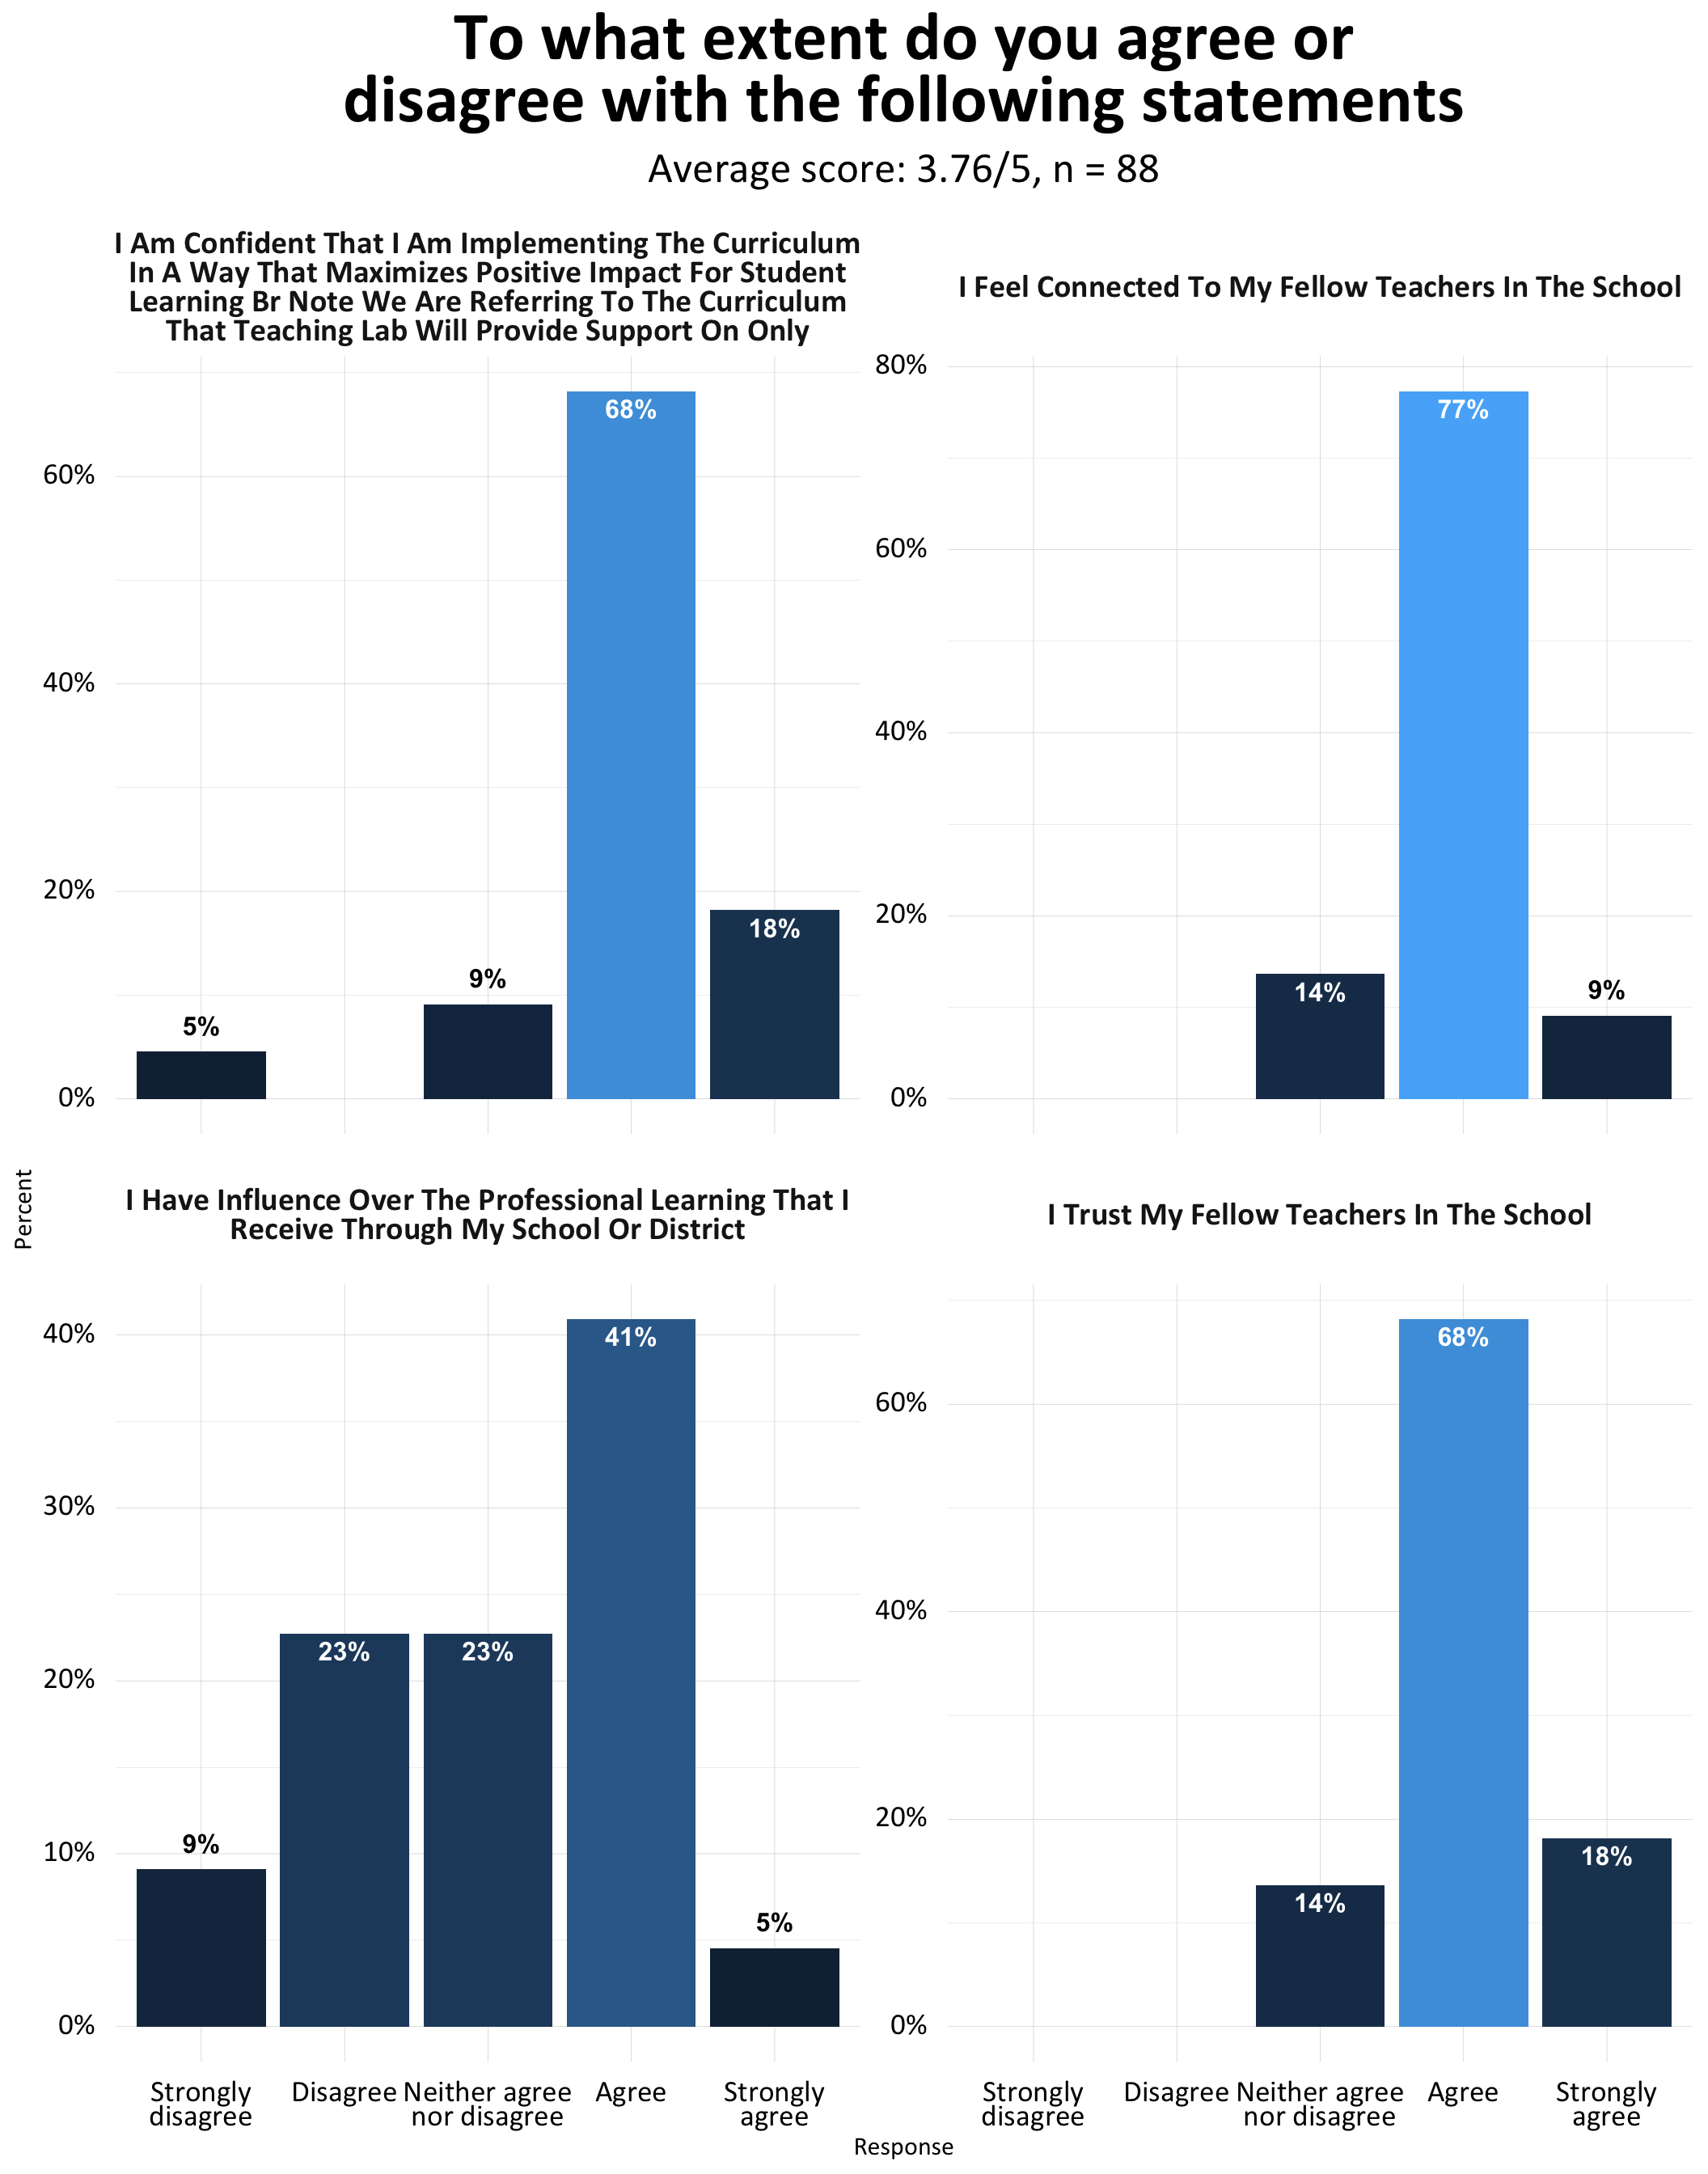 To what extent do you agree or
disagree with the following statements
Average score: 3.76/5, n = 88
I Am Confident That I Am Implementing The Curriculum
In A Way That Maximizes Positive Impact For Student
Learning Br Note We Are Referring To The Curriculum
That Teaching Lab Will Provide Support On Only
60%
40%
20%
0%
5%
9%
68%
18%
I Feel Connected To My Fellow Teachers In The School
80%
60%
40%
20%
0%
14%
77%
9%
Percent
I Have Influence Over The Professional Learning That I
Receive Through My School Or District
40%
30%
20%
10%
0%
9%
23%
23%
41%
5%
Strongly
disagree
Disagree
Neither agree
nor disagree
Agree
Strongly
agree
I Trust My Fellow Teachers In The School
60%
40%
20%
0%
14%
68%
18%
Strongly
disagree
Disagree
Neither agree
nor disagree
Agree
Strongly
agree
Response